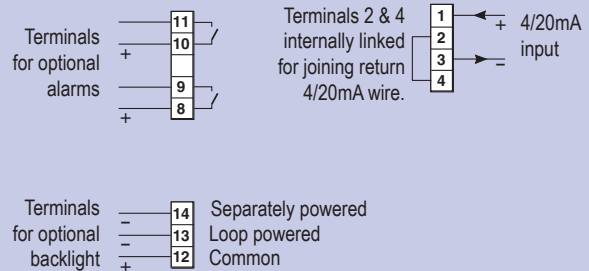 Terminals
for optional
alarms
11
10
+
9
8
+
Terminals 2 & 4
internally linked
for joining return
4/20mA wire.
1
2
3
4
+
–
4/20mA
input
Terminals
for optional
backlight
–
–
+
14 Separately powered
13 Loop powered
12 Common